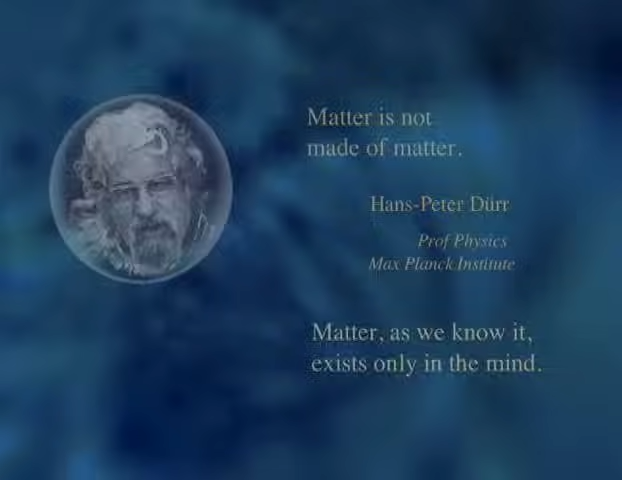 Matter is not
made of matter.
Hans-Peter Dürr
Prof Physics
Max Planck Institute
Matter, as we know it,
exists only in the mind.